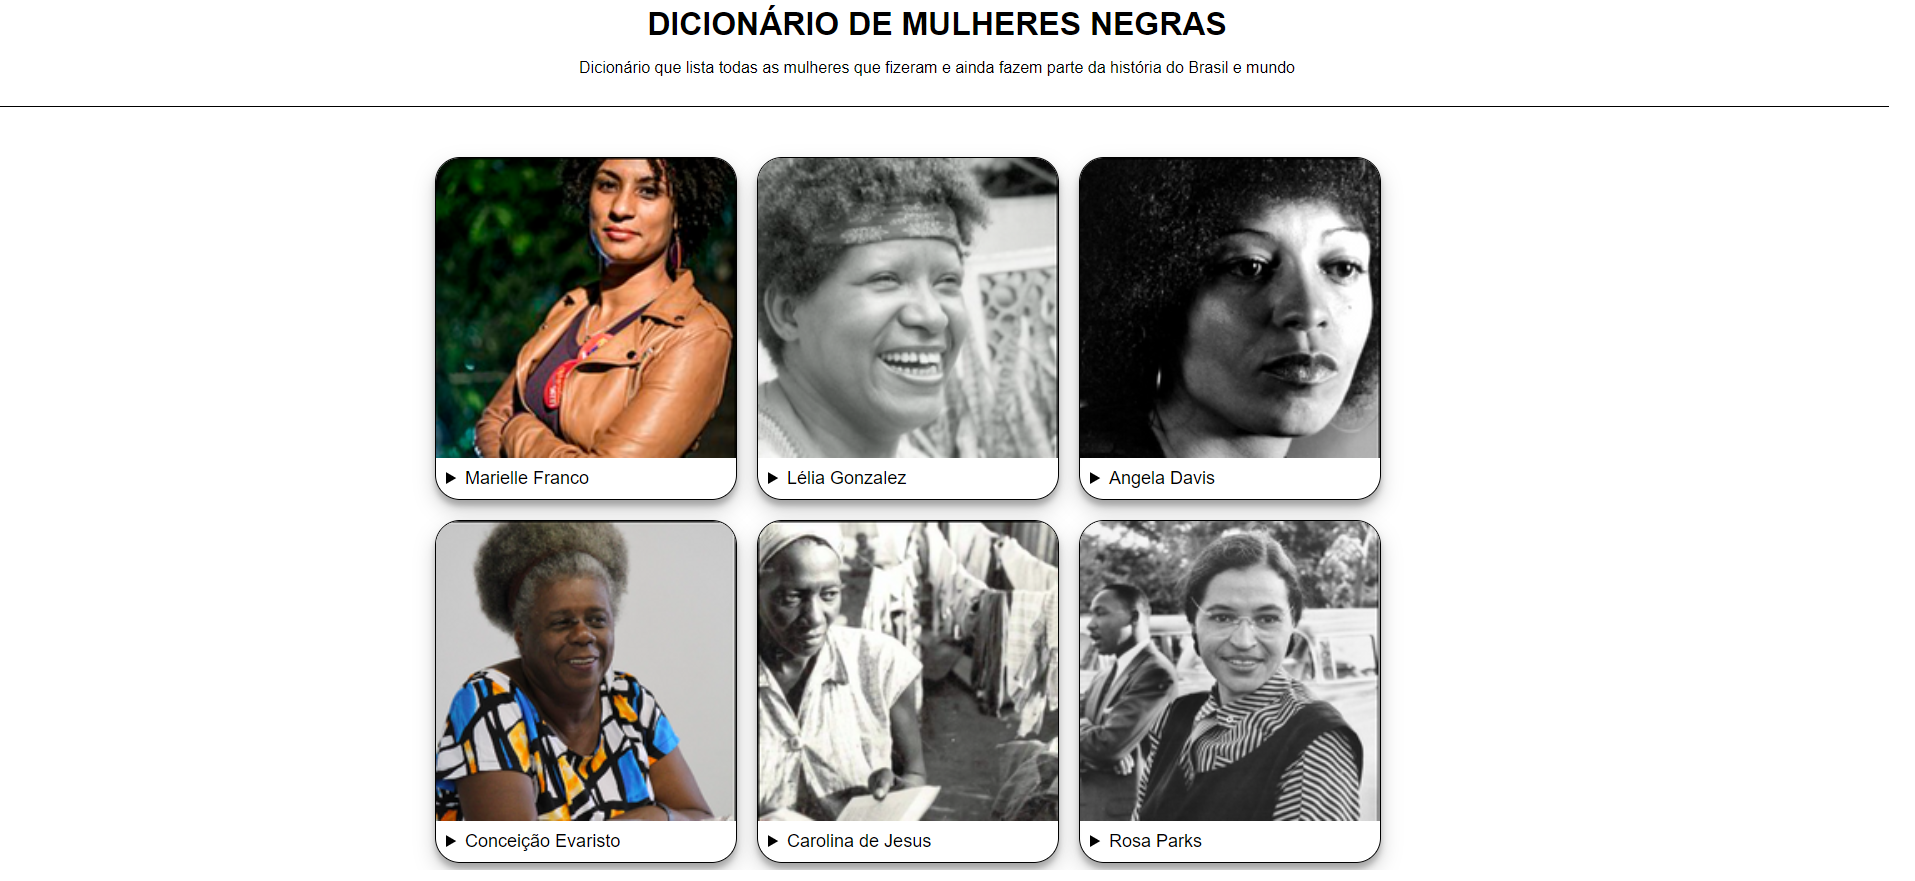 DICIONÁRIO DE MULHERES NEGRAS
Dicionário que lista todas as mulheres que fizeram e ainda fazem parte da história do Brasil e mundo
Marielle Franco
Lélia Gonzalez
Angela Davis
Conceição Evaristo
Carolina de Jesus
Rosa Parks